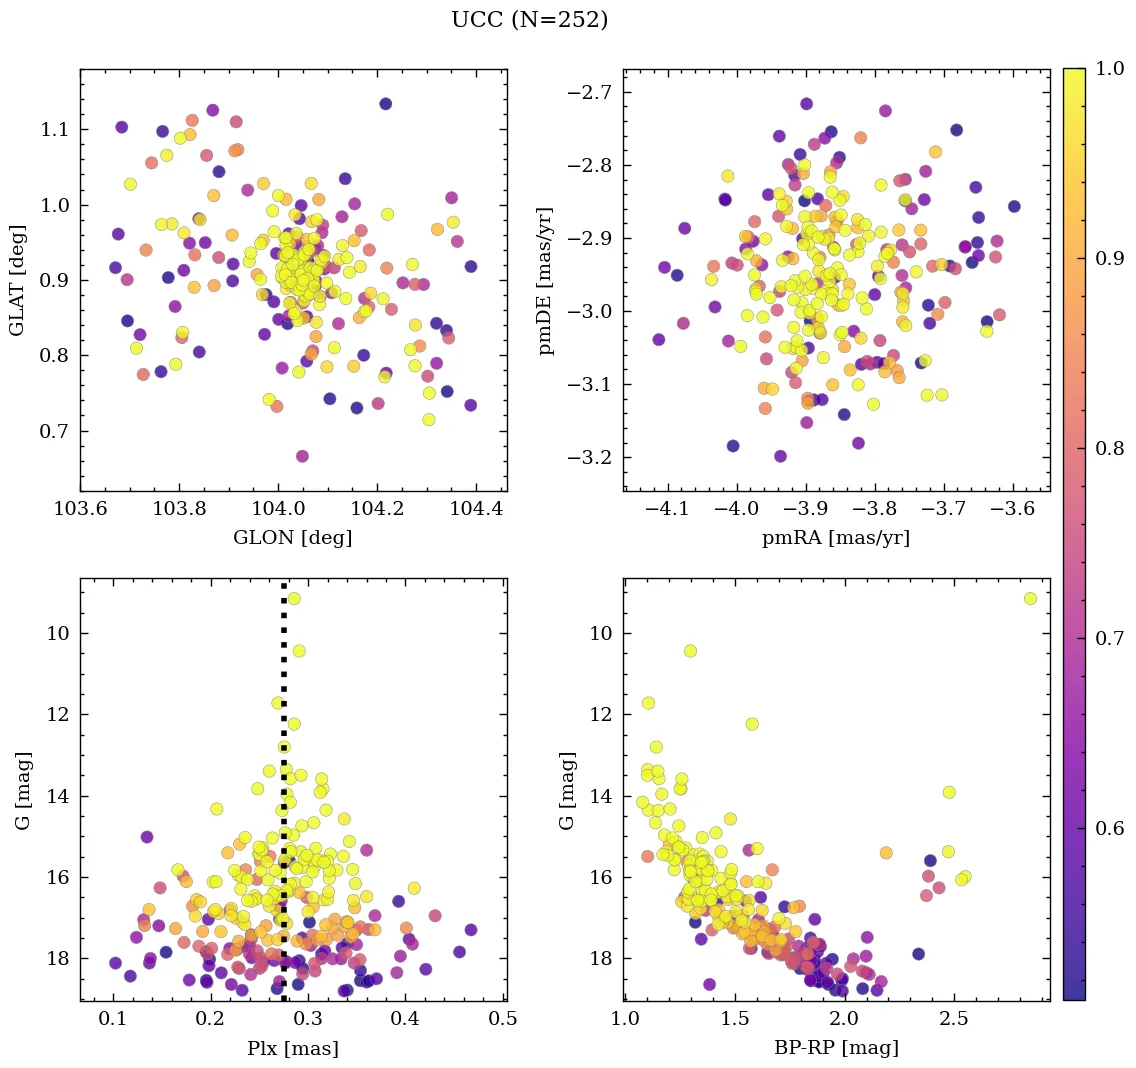 UCC (N=252)
1.1
1.0
0.9
0.8
0.7
GLAT [deg]
103.6 103.8 104.0 104.2 104.4
GLON [deg]
−2.7
−2.8
−2.9
−3.0
−3.1
−3.2
pmDE [mas/yr]
−4.1 −4.0 −3.9 −3.8 −3.7 −3.6
pmRA [mas/yr]
1.0
0.9
0.8
0.7
0.6
10
12
14
16
18
G [mag]
0.1 0.2 0.3 0.4 0.5
Plx [mas]
10
12
14
16
18
G [mag]
1.0 1.5 2.0 2.5
BP-RP [mag]